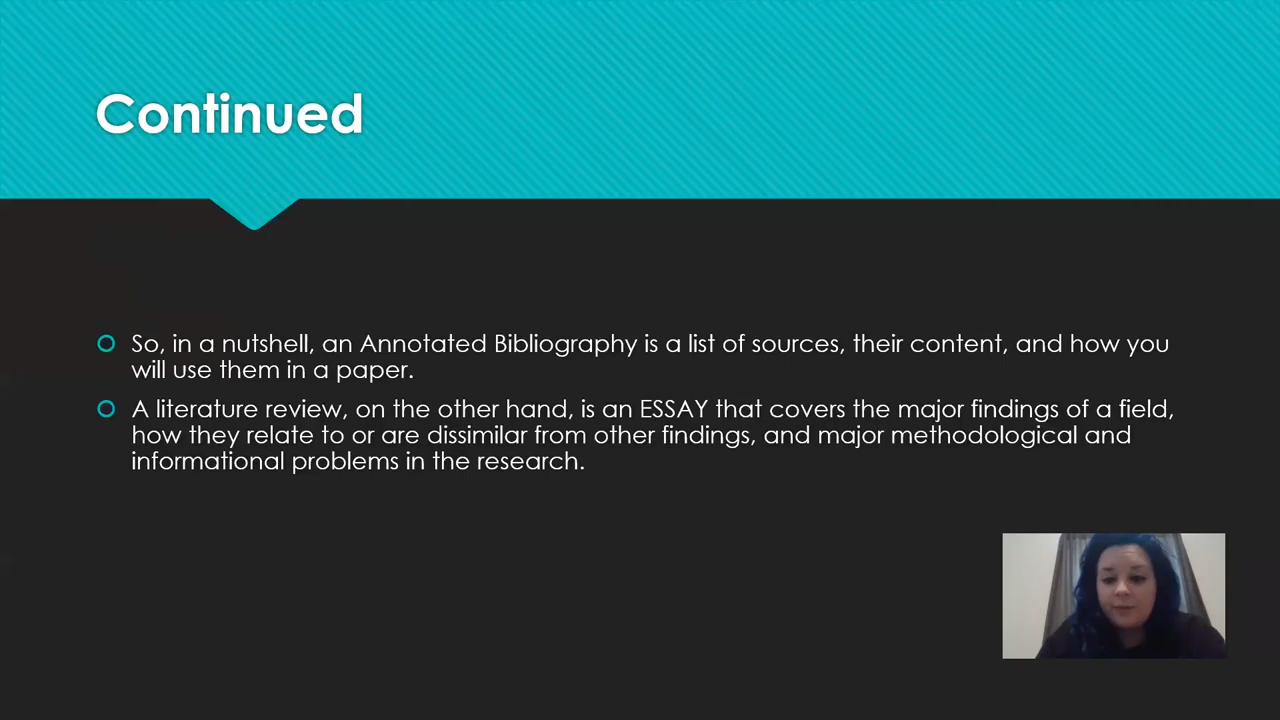 Continued
So, in a nutshell, an Annotated Bibliography is a list of sources, their content, and how you
will use them in a paper.
A literature review, on the other hand, is an ESSAY that covers the major findings of a field,
how they relate to or are dissimilar from other findings, and major methodological and
informational problems in the research.